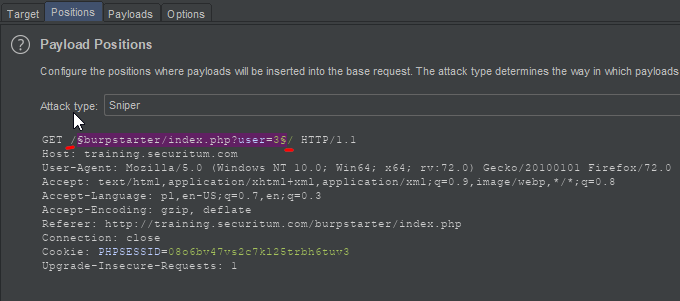 Target Positions Payloads Options
? Payload Positions
Configure the positions where payloads will be inserted into the base request. The attack type determines the way in which payloads
Attack type: Sniper
GET /§burpstarter/index.php?user=3§/ HTTP/1.1
Host: training.securitum.com
User-Agent: Mozilla/5.0 (Windows NT 10.0; Win64; x64; rv:72.0) Gecko/20100101 Firefox/72.0
Accept: text/html,application/xhtml+xml,application/xml;q=0.9,image/webp,*/*;q=0.8
Accept-Language: pl,en-US;q=0.7,en;q=0.3
Accept-Encoding: gzip, deflate
Referer: http://training.securitum.com/burpstarter/index.php
Connection: close
Cookie: PHPSESSID=08o6bv47vs2c7kl25trbh6tuv3
Upgrade-Insecure-Requests: 1